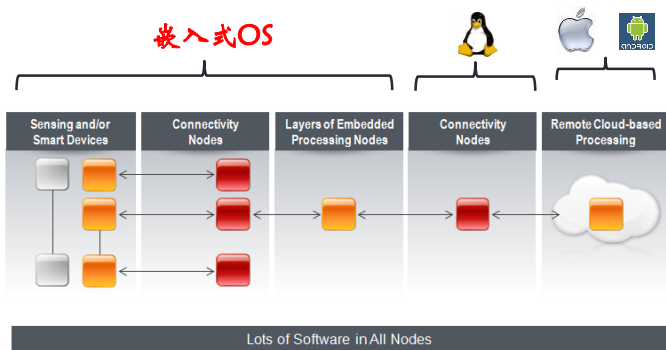 嵌入式OS
ANDROID
Sensing and/or
Smart Devices
Connectivity
Nodes
Layers of Embedded
Processing Nodes
Connectivity
Nodes
Remote Cloud-based
Processing
Lots of Software in All Nodes